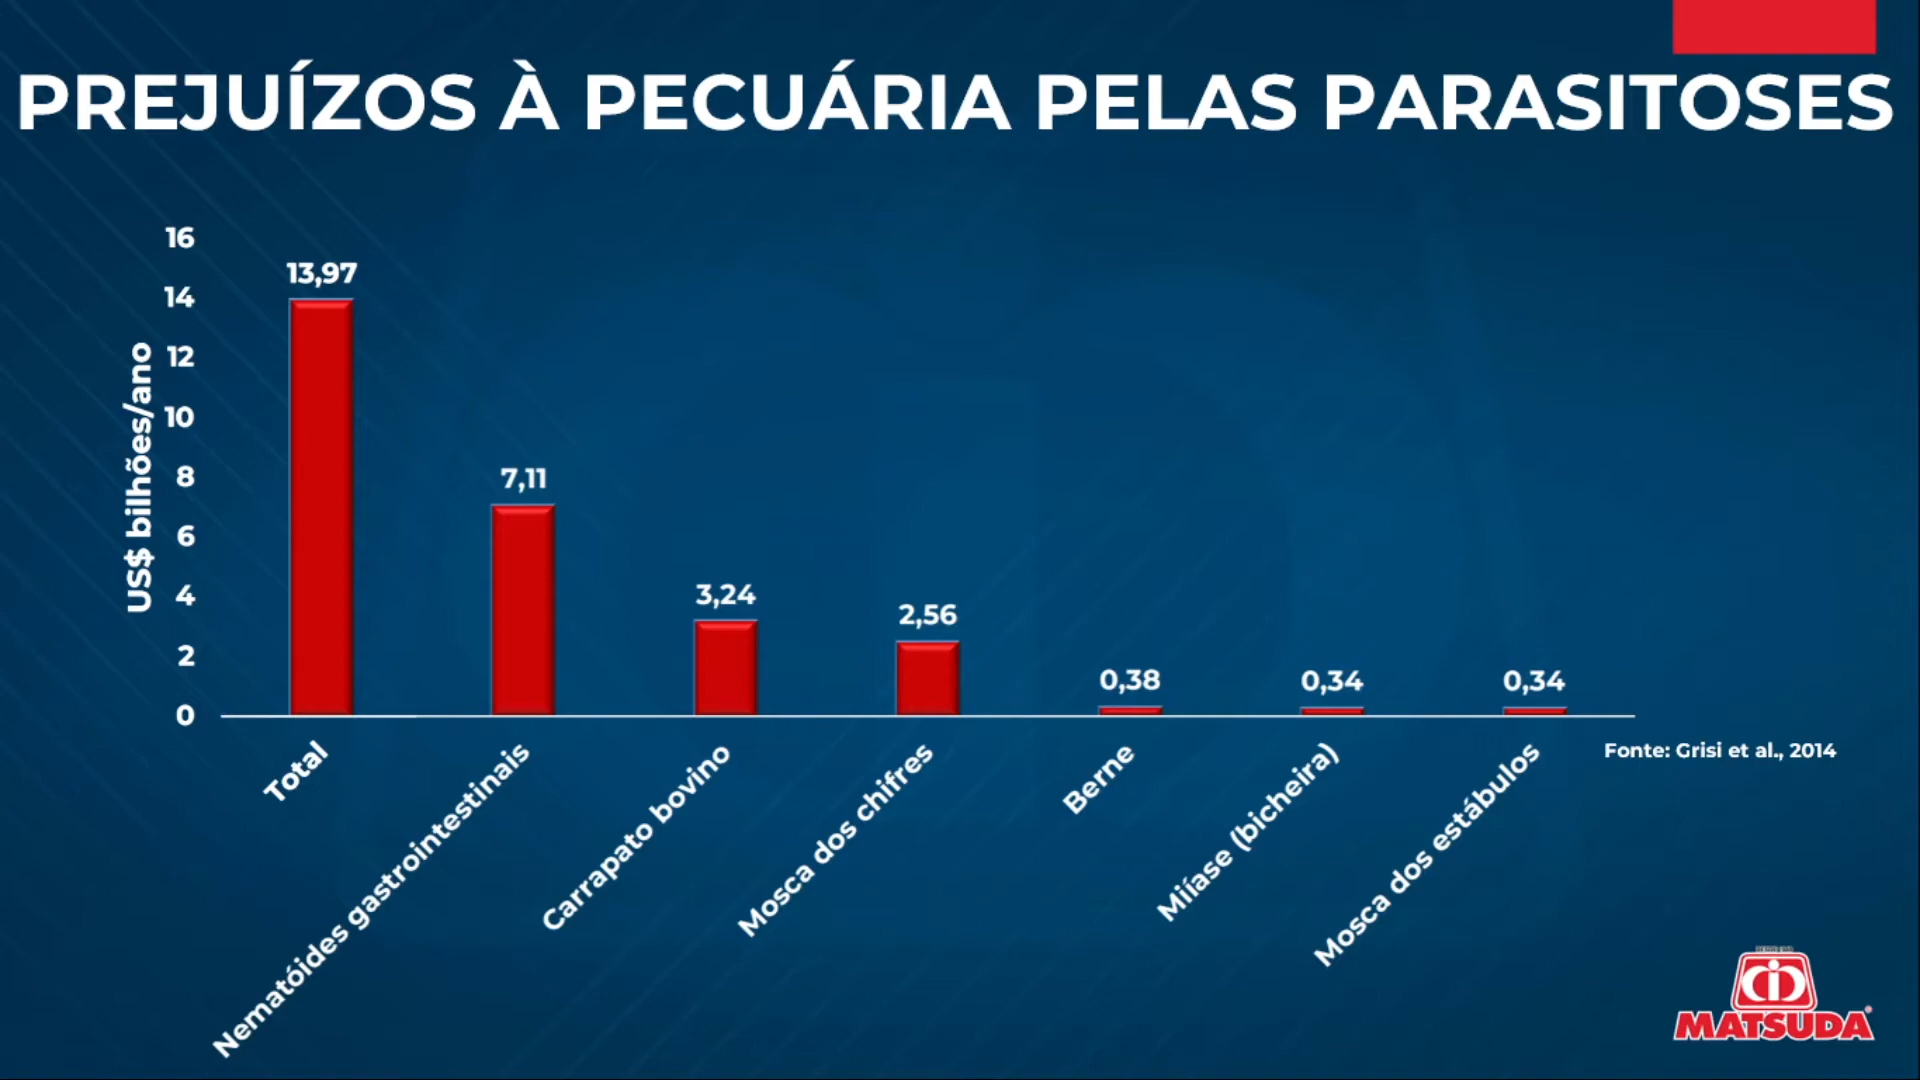 PREJUÍZOS À PECUÁRIA PELAS PARASITOSES
US$ bilhões/ano
16
14
12
10
8
6
4
2
0
13,97
7,11
3,24
2,56
0,38
0,34
0,34
Total
Nematóides gastrointestinais
Carrapato bovino
Mosca dos chifres
Berne
Miíase (bicheira)
Mosca dos estábulos
Fonte: Grisi et al., 2014
MATSUDA®